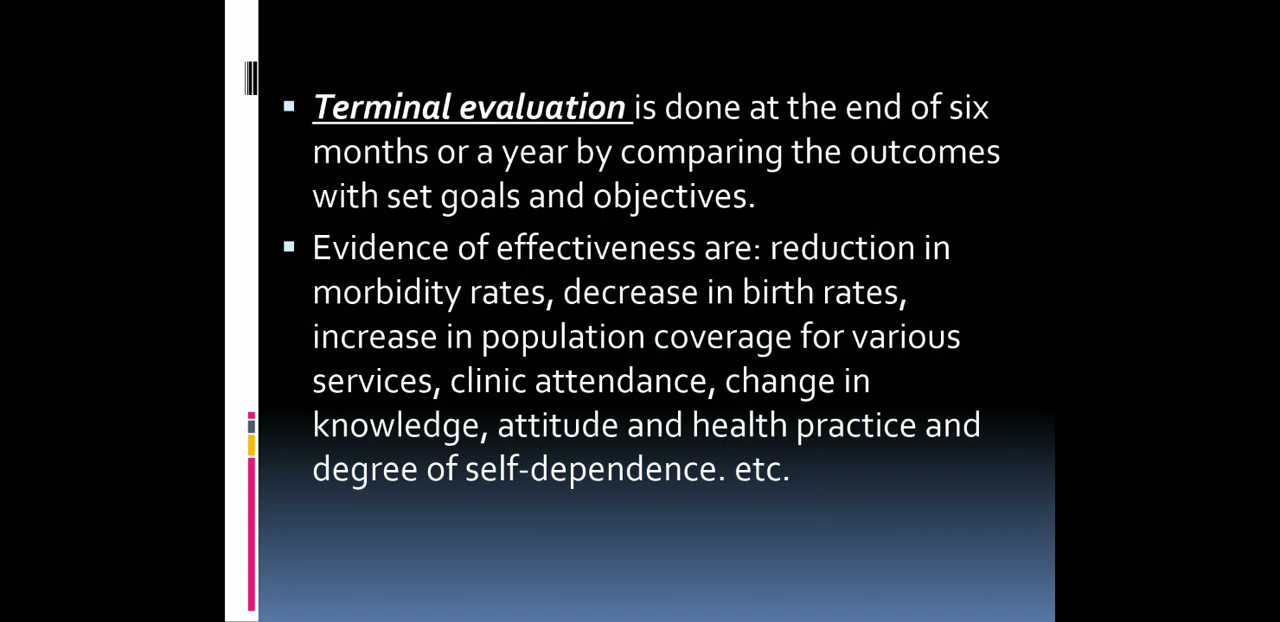 Terminal evaluation is done at the end of six
months or a year by comparing the outcomes
with set goals and objectives.
Evidence of effectiveness are: reduction in
morbidity rates, decrease in birth rates,
increase in population coverage for various
services, clinic attendance, change in
knowledge, attitude and health practice and
degree of self-dependence. etc.